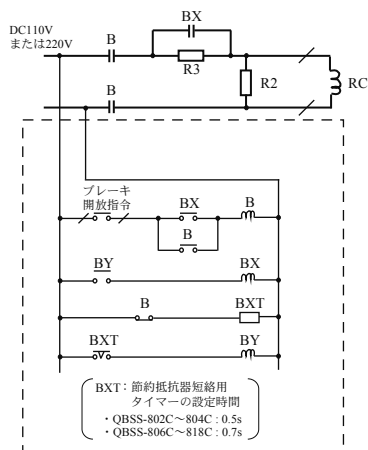 DC110V
または220V
B
BX
R3
R2
RC
B
ブレーキ
開放指令
BX
B
B
BY
BX
B
BXT
BXT
BY
BXT：節約抵抗器短絡用
タイマーの設定時間
・QBSS-802C～804C : 0.5s
・QBSS-806C～818C : 0.7s